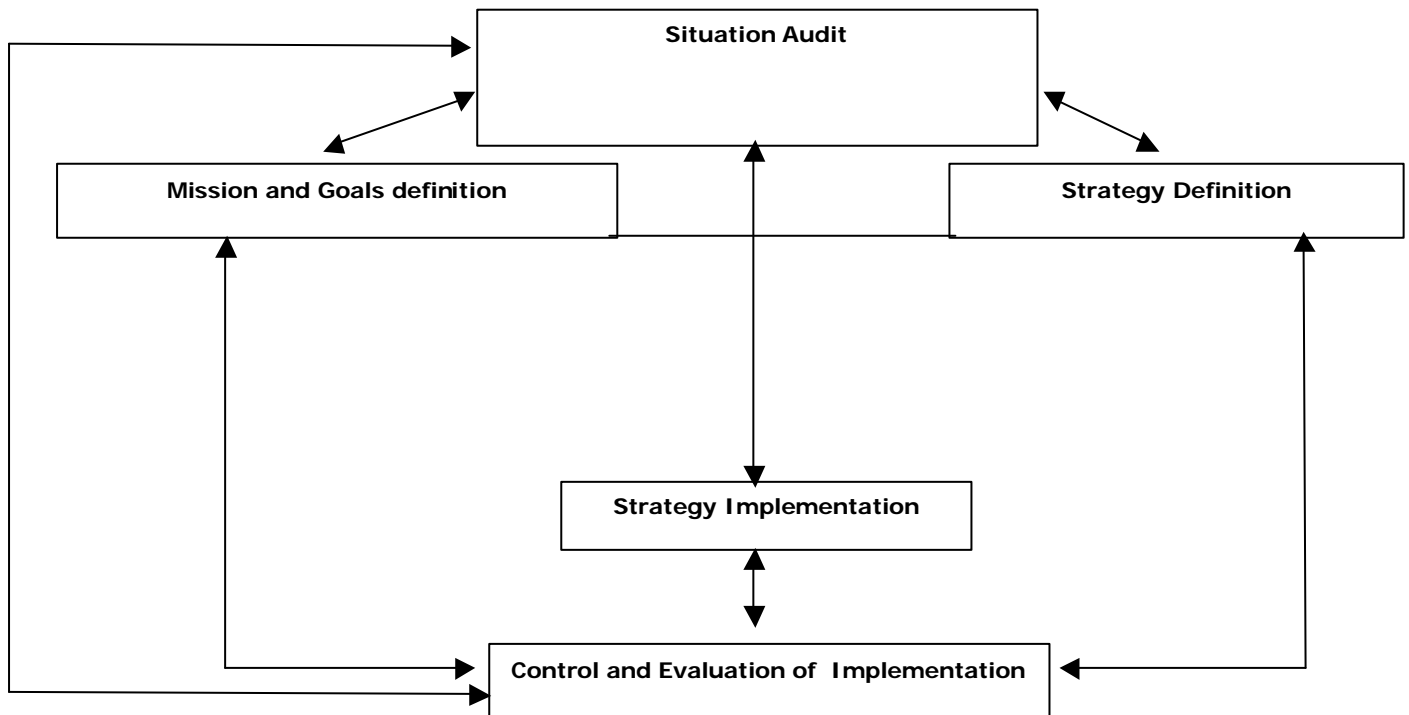 Situation Audit
Mission and Goals definition
Strategy Definition
Strategy Implementation
Control and Evaluation of Implementation